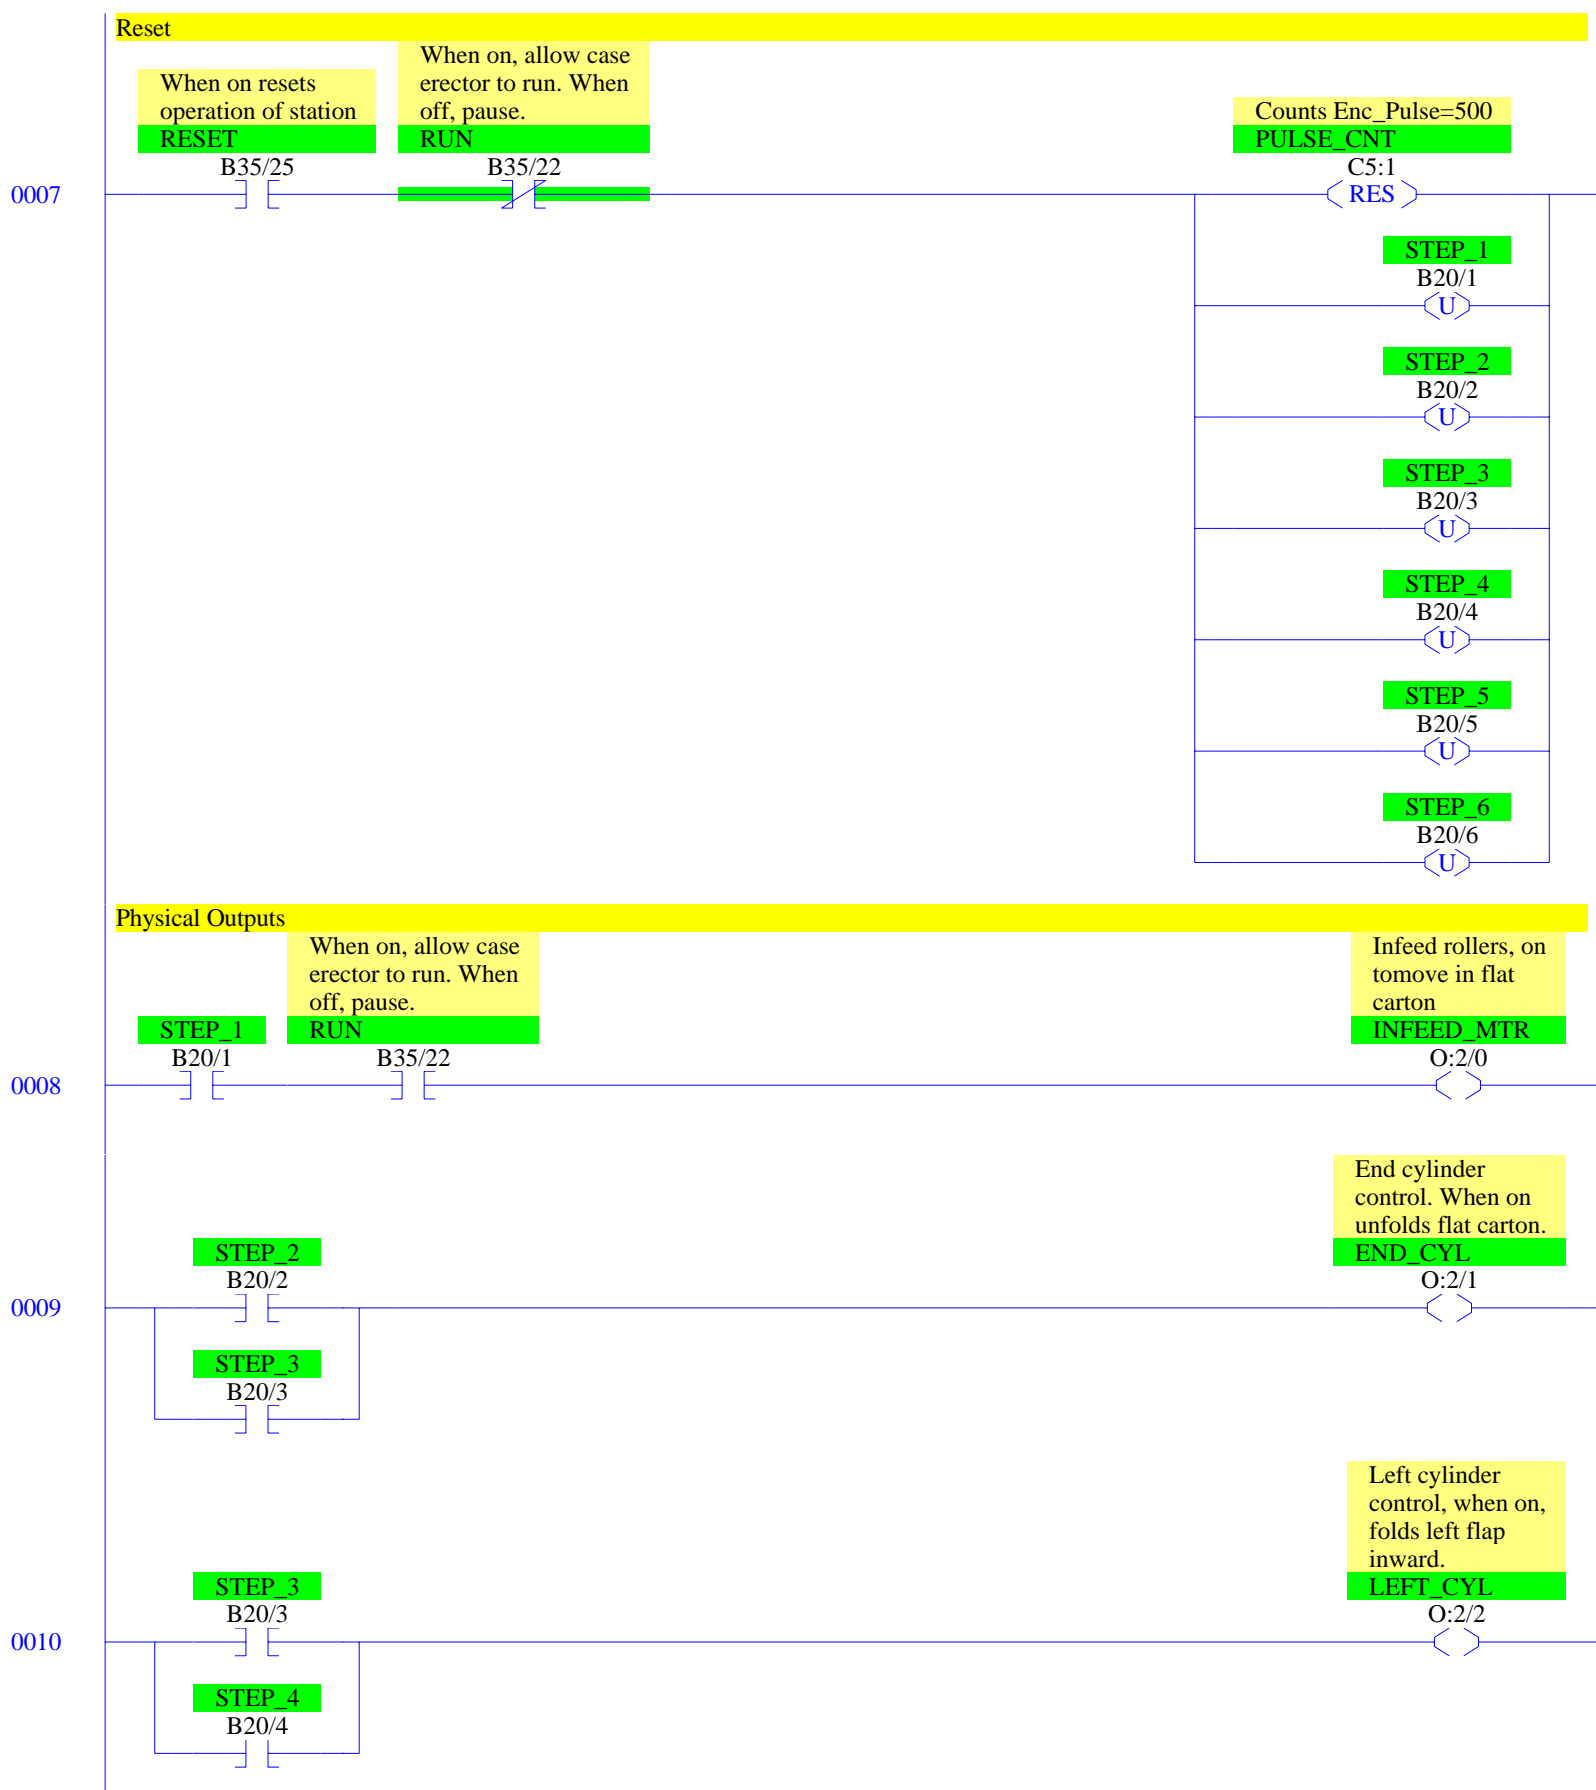 Reset
When on resets
operation of station
RESET
B35/25
When on, allow case
erector to run. When
off, pause.
RUN
B35/22
Counts Enc_Pulse=500
PULSE_CNT
C5:1
0007
RES
STEP_1
B20/1
U
STEP_2
B20/2
U
STEP_3
B20/3
U
STEP_4
B20/4
U
STEP_5
B20/5
U
STEP_6
B20/6
U
Physical Outputs
STEP_1
B20/1
When on, allow case
erector to run. When
off, pause.
RUN
B35/22
Infeed rollers, on
tomove in flat
carton
INFEED_MTR
O:2/0
0008
End cylinder
control. When on
unfolds flat carton.
END_CYL
O:2/1
STEP_2
B20/2
0009
STEP_3
B20/3
Left cylinder
control, when on,
folds left flap
inward.
LEFT_CYL
O:2/2
STEP_3
B20/3
0010
STEP_4
B20/4